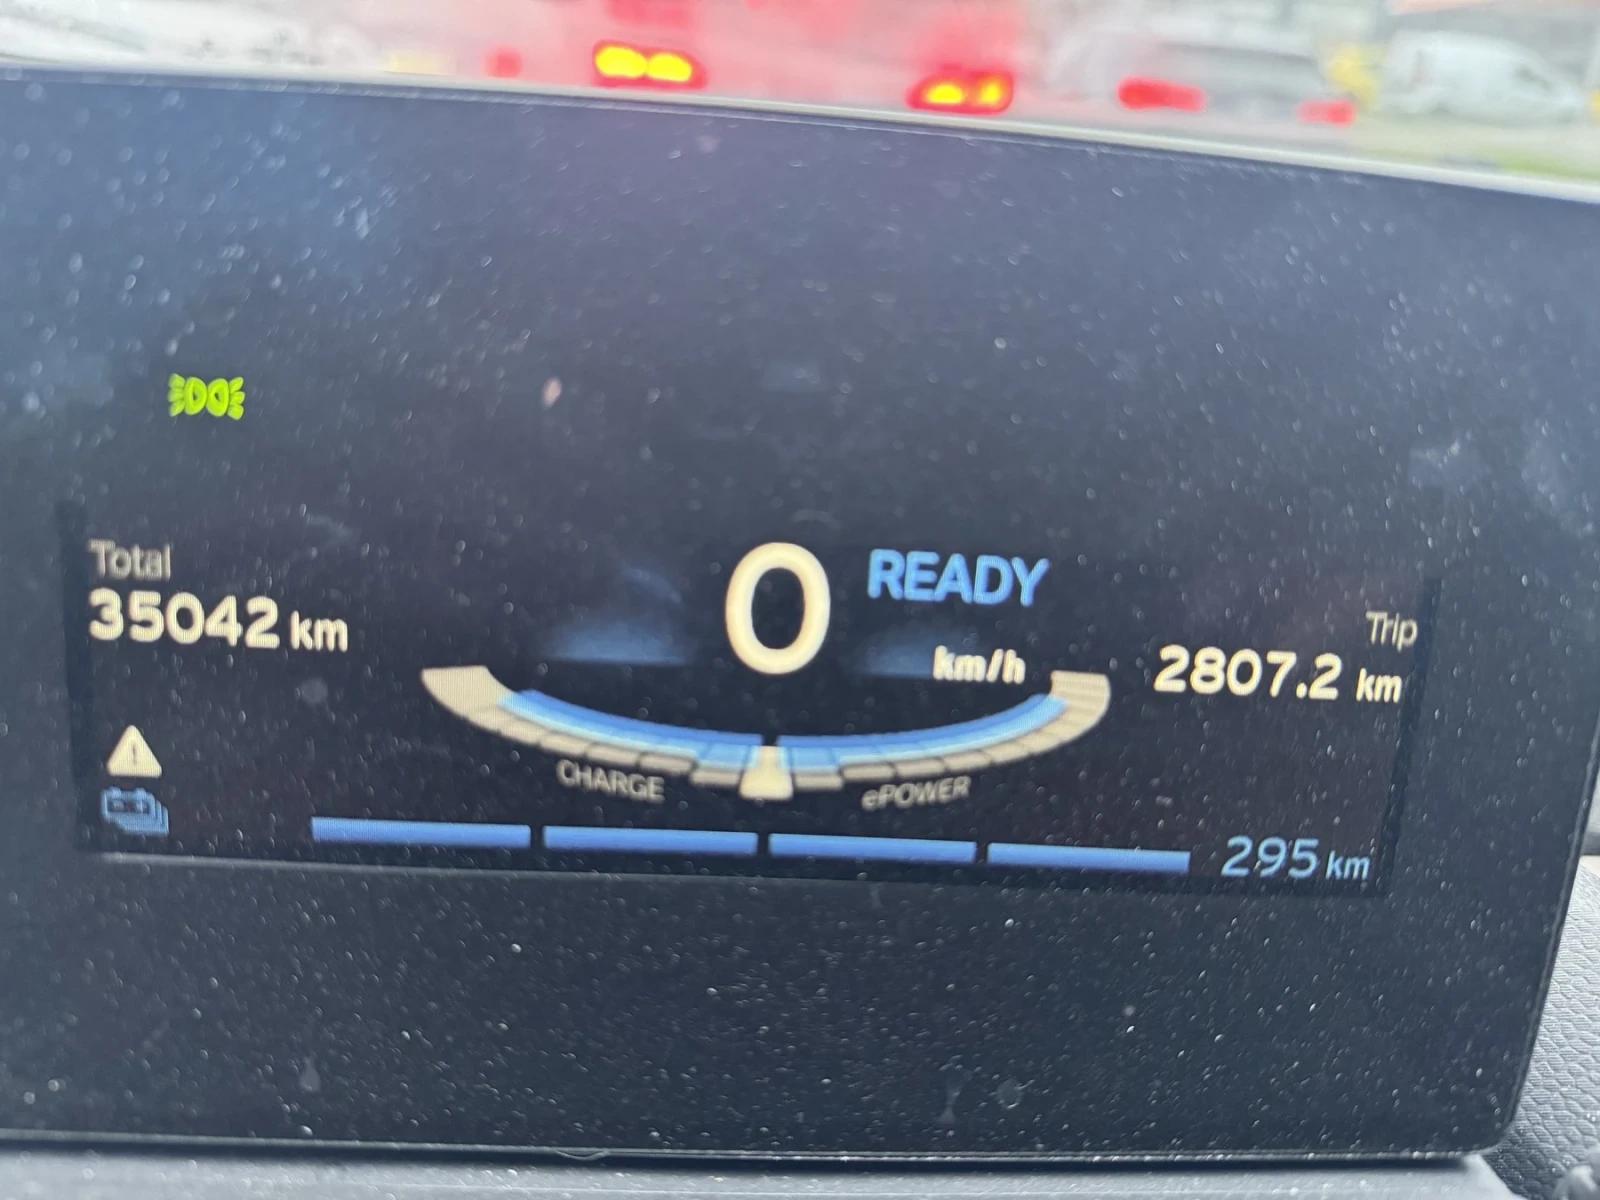 Total
35042 km
0 READY
km/h
Trip
2807.2 km
CHARGE
ePOWER
295 km